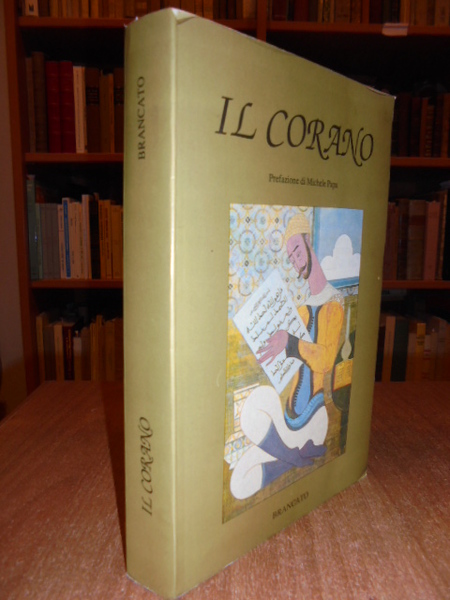 BRANCATO
IL CORANO
IL CORANO
Prefazione di Michele Papa
BRANCATO